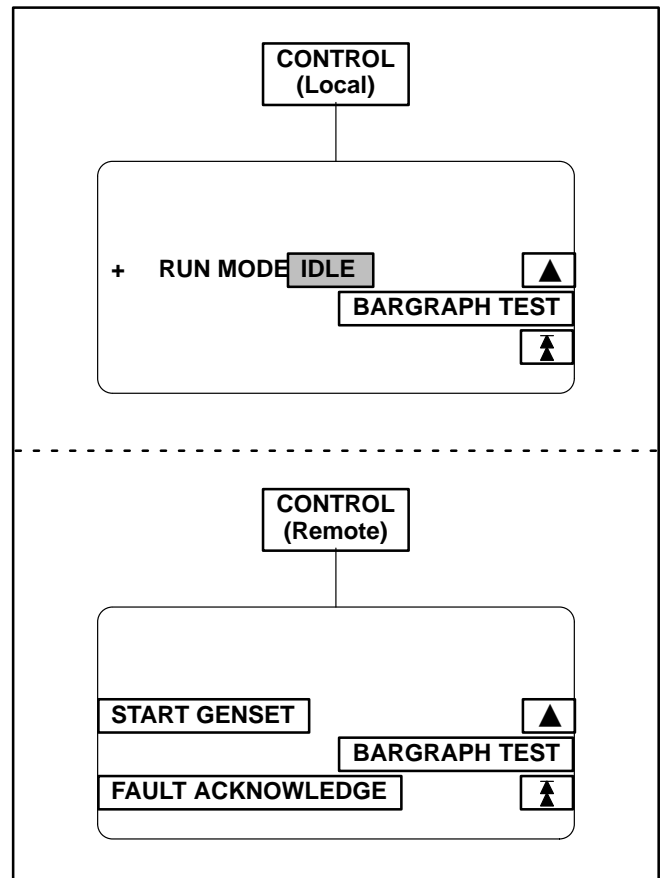 CONTROL
(Local)
+ RUN MODE IDLE ▲
BARGRAPH TEST
CONTROL
(Remote)
START GENSET ▲
BARGRAPH TEST
FAULT ACKNOWLEDGE